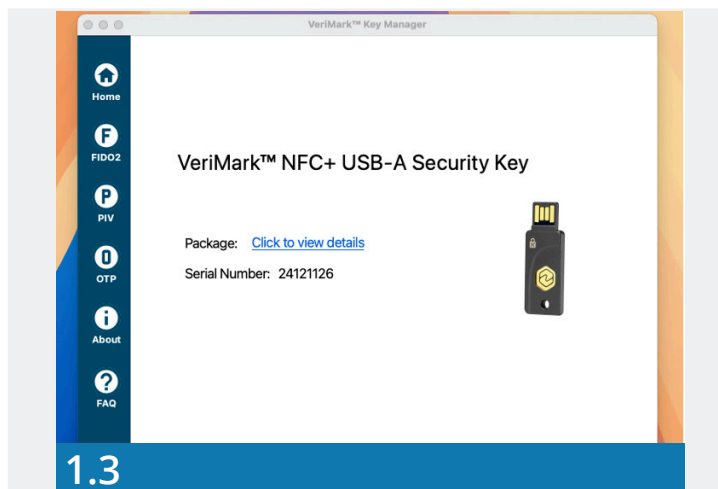 VeriMark™ Key Manager
Home
FIDO2
PIV
OTP
About
FAQ
VeriMark™ NFC+ USB-A Security Key
Package: Click to view details
Serial Number: 24121126
1.3